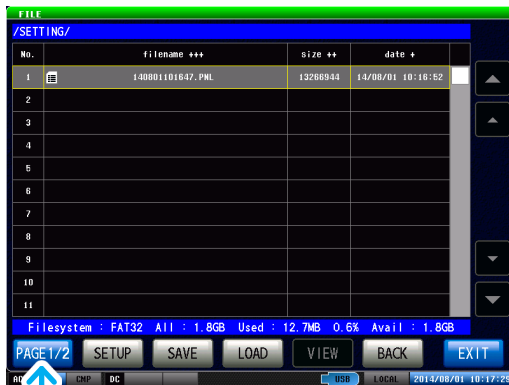 FILE
/SETTING/
No. filename +++ size ++ date +
1 140801101647.PNL 13266944 14/08/01 10:16:52
2
3
4
5
6
7
8
9
10
11
Filesystem : FAT32 All : 1.8GB Used : 12.7MB 0.6% Avail : 1.8GB
PAGE1/2 SETUP SAVE LOAD VIEW BACK EXIT
CMP DC USB LOCAL 2014/08/01 10:17:25